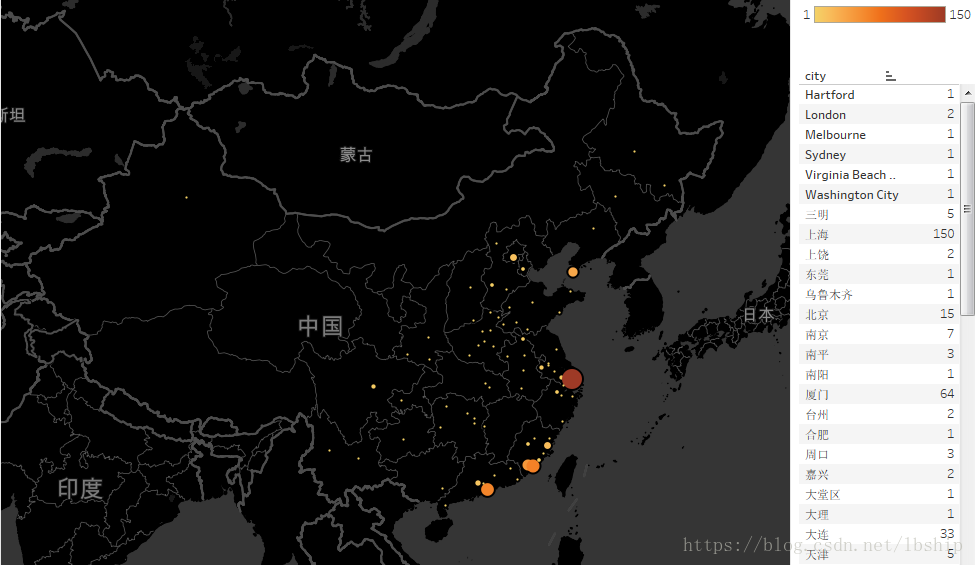 1 150
city
Hartford 1
London 2
Melbourne 1
Sydney 1
Virginia Beach .. 1
Washington City 1
三明 5
上海 150
上饶 2
东莞 1
乌鲁木齐 1
北京 15
南京 7
南平 3
南阳 1
厦门 64
台州 2
合肥 1
周口 3
嘉兴 2
大堂区 1
大理 1
大连 33
天津 5
斯坦
蒙古
中国
日本
印度
https://blog.csdn.net/lbship